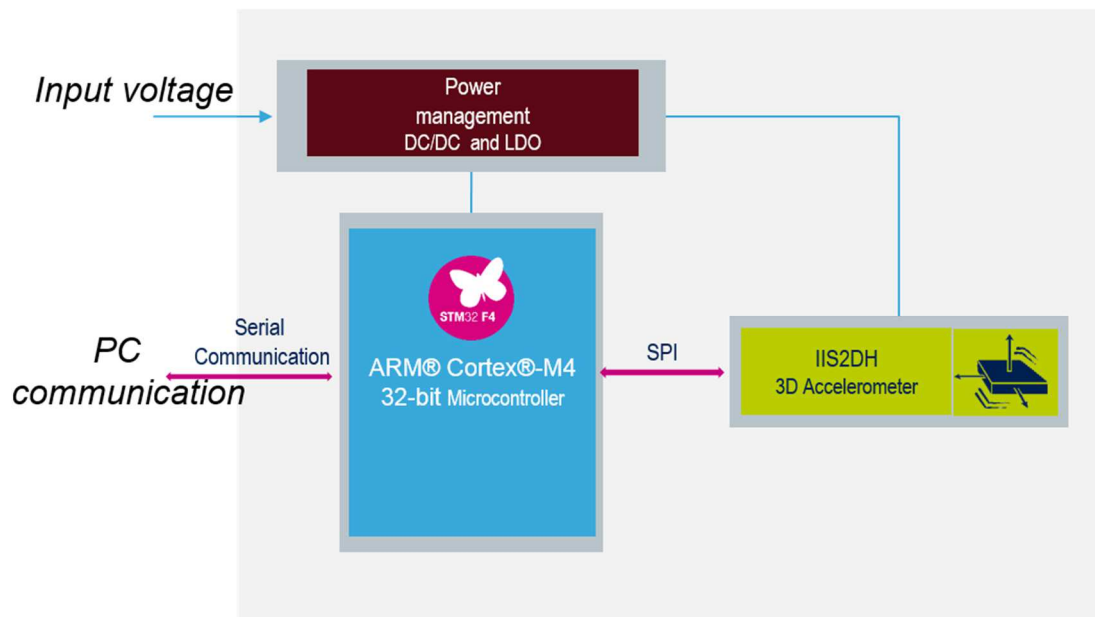 Input voltage
Power
management
DC/DC and LDO
STM32 F4
ARM® Cortex®-M4
32-bit Microcontroller
PC
communication
Serial
Communication
SPI
IIS2DH
3D Accelerometer